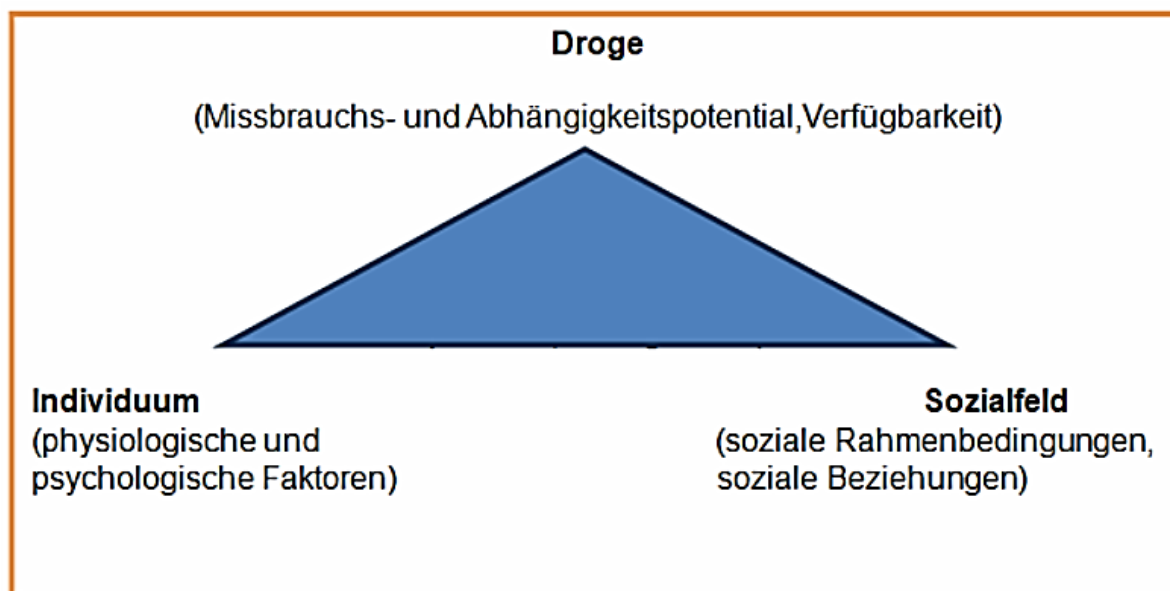 Droge
(Missbrauchs- und Abhängigkeitspotential,Verfügbarkeit)
Individuum
(physiologische und
psychologische Faktoren)
Sozialfeld
(soziale Rahmenbedingungen,
soziale Beziehungen)